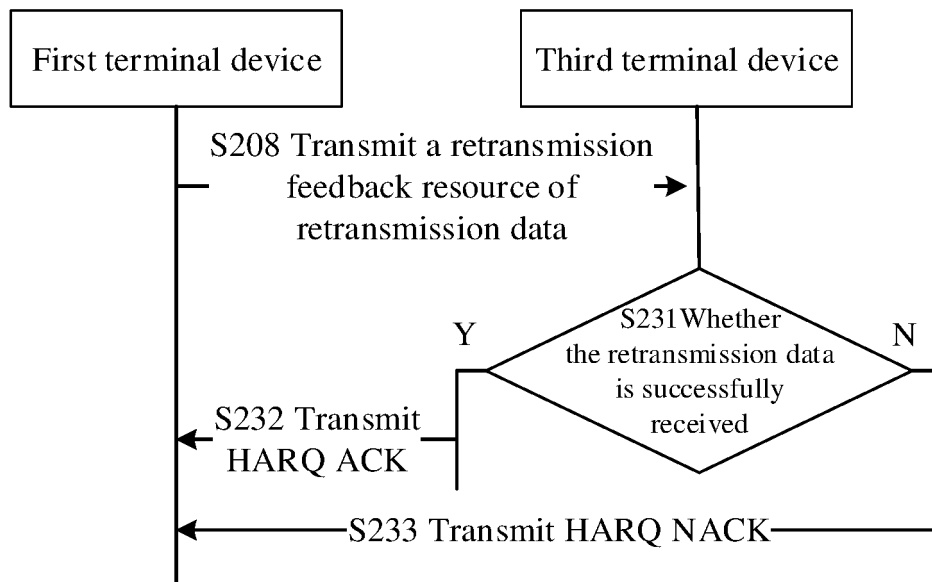 First terminal device
Third terminal device
S208 Transmit a retransmission
feedback resource of
retransmission data
S231Whether
the retransmission data
is successfully
received
Y
N
S232 Transmit
HARQ ACK
S233 Transmit HARQ NACK